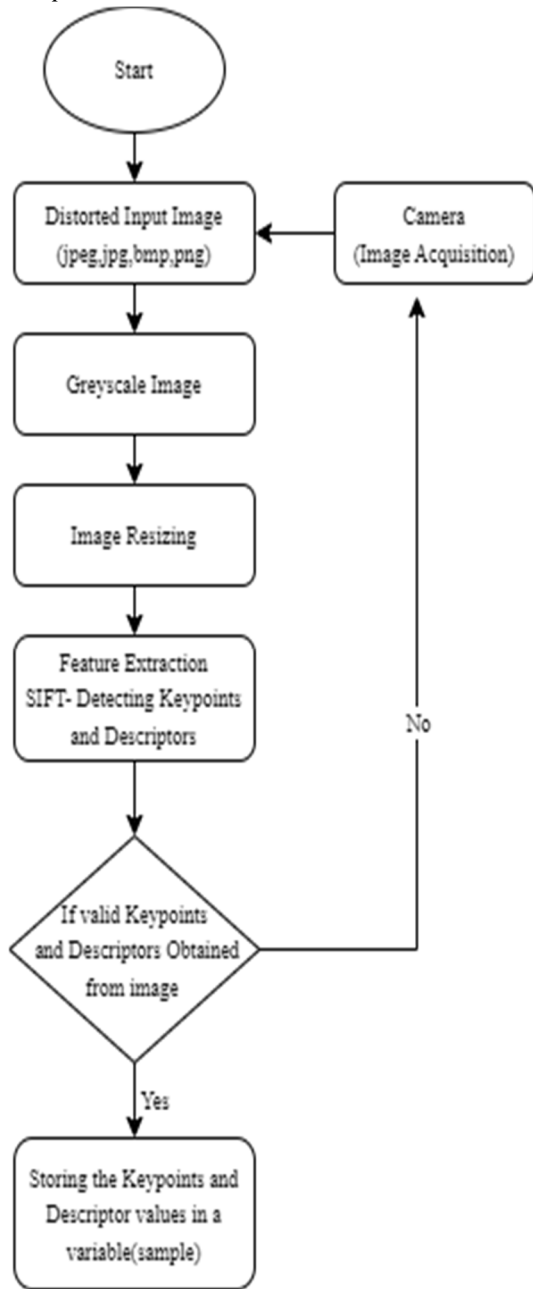 Start
Distorted Input Image
(jpeg,jpg,bmp,png)
Camera
(Image Acquisition)
Greyscale Image
Image Resizing
Feature Extraction
SIFT- Detecting Keypoints
and Descriptors
No
If valid Keypoints
and Descriptors Obtained
from image
Yes
Storing the Keypoints and
Descriptor values in a
variable(sample)